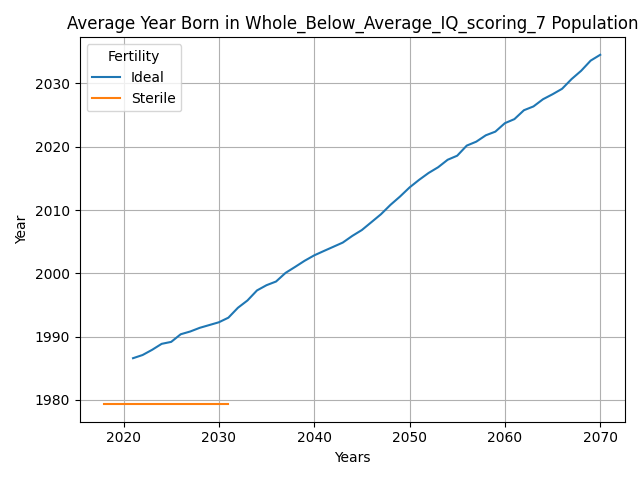 Average Year Born in Whole_Below_Average_IQ_scoring_7 Population
Fertility
Ideal
Sterile
Year
2030
2020
2010
2000
1990
1980
2020 2030 2040 2050 2060 2070
Years